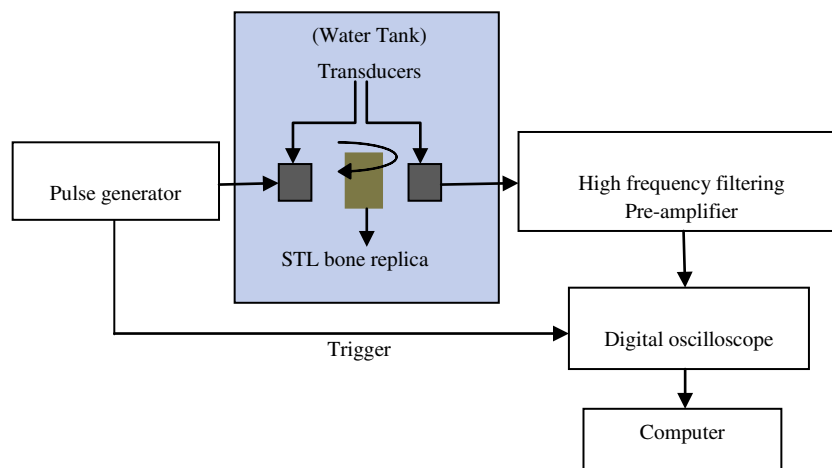 (Water Tank)
Transducers
Pulse generator
High frequency filtering
Pre-amplifier
STL bone replica
Trigger
Digital oscilloscope
Computer